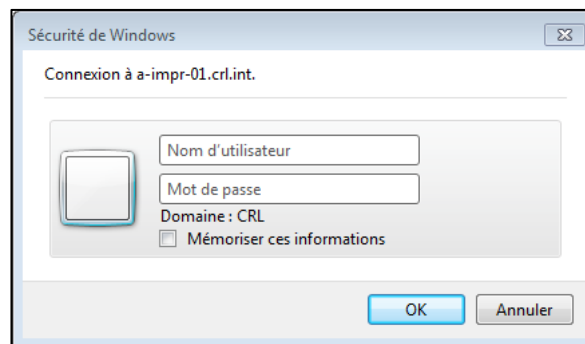 Sécurité de Windows
Connexion à a-impr-01.crl.int.
Nom d'utilisateur
Mot de passe
Domaine : CRL
Mémoriser ces informations
OK Annuler